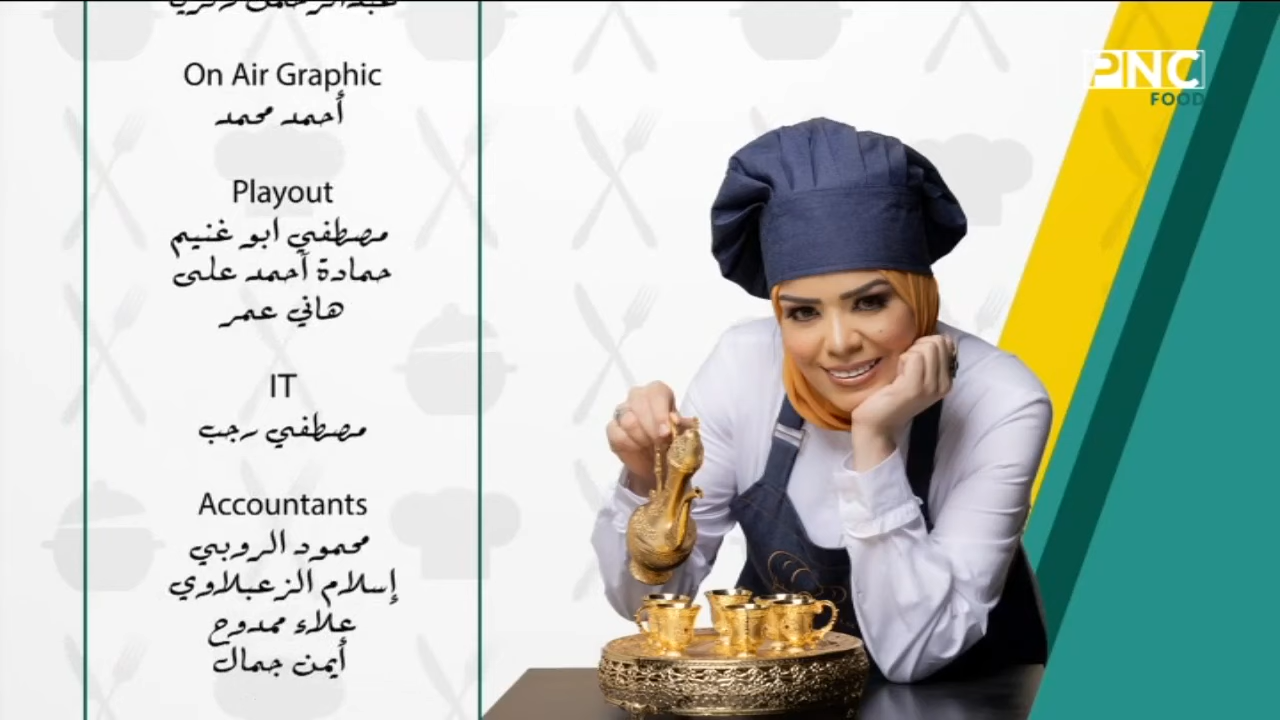 On Air Graphic
أحمد محمد
Playout
مصطفي ابو غنيم
حمادة أحمد على
هاني عمر
IT
مصطفي رجب
Accountants
محمود الروبي
إسلام الزعبلاوي
علاء ممدوح
أيمن جمال
PNC
FOOD